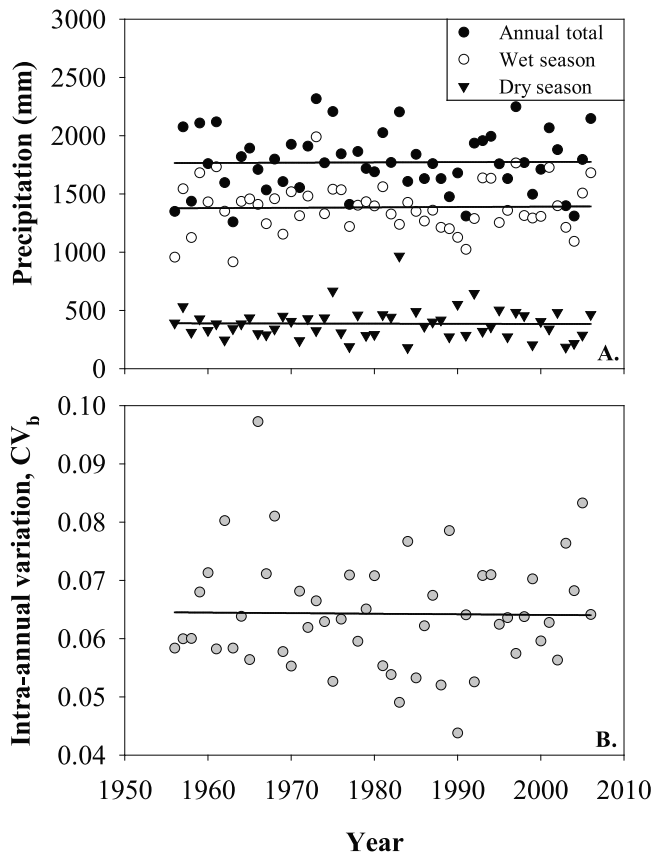 3000
2500
2000
1500
1000
500
0
Precipitation (mm)
Annual total
Wet season
Dry season
A.
0.10
0.09
0.08
0.07
0.06
0.05
0.04
Intra-annual variation, CVb
B.
1950 1960 1970 1980 1990 2000 2010
Year